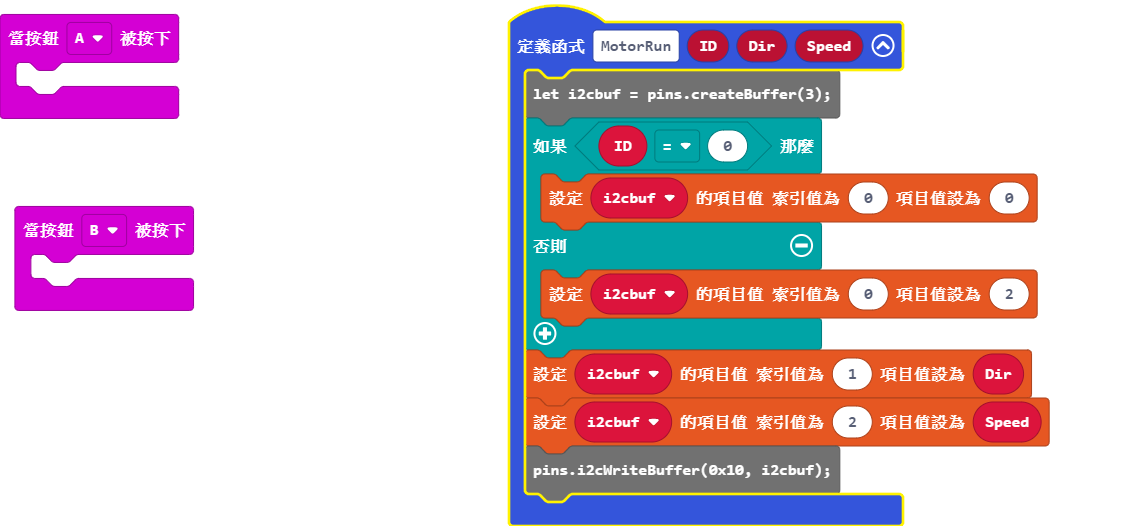 當按鈕 A 被按下
當按鈕 B 被按下
定義函式 MotorRun ID Dir Speed
let i2cbuf = pins.createBuffer(3);
如果 ID = 0 那麼
設定 i2cbuf 的項目值 索引值為 0 項目值設為 0
否則
設定 i2cbuf 的項目值 索引值為 0 項目值設為 2
設定 i2cbuf 的項目值 索引值為 1 項目值設為 Dir
設定 i2cbuf 的項目值 索引值為 2 項目值設為 Speed
pins.i2cWriteBuffer(0x10, i2cbuf);